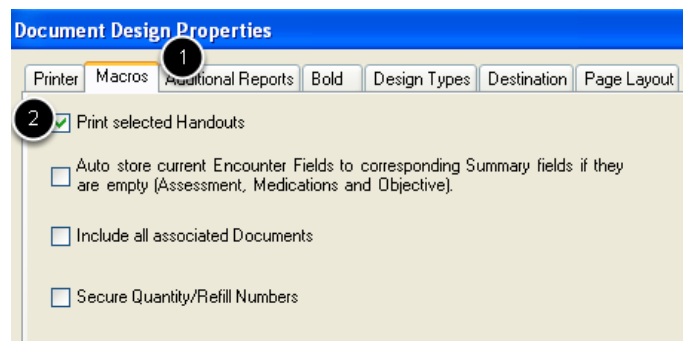 Document Design Properties
1
Printer Macros Additional Reports Bold Design Types Destination Page Layout
2 Print selected Handouts
Auto store current Encounter Fields to corresponding Summary fields if they
are empty (Assessment, Medications and Objective).
Include all associated Documents
Secure Quantity/Refill Numbers